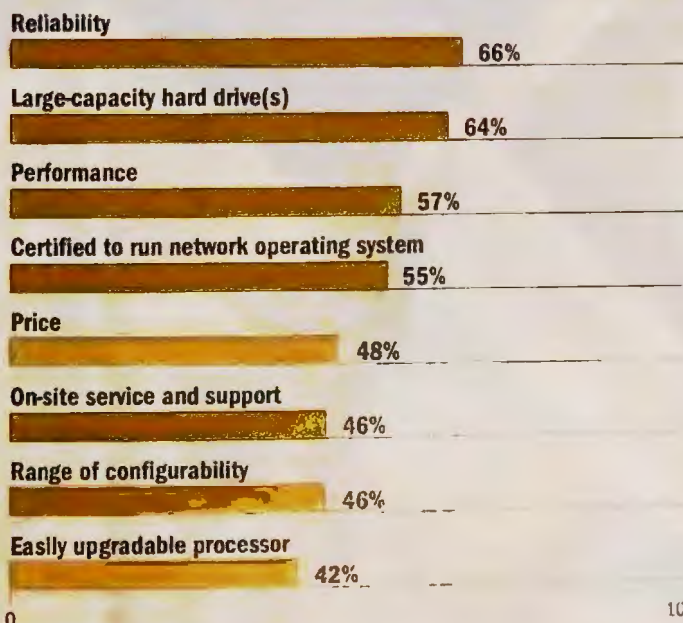 Reliability
66%
Large-capacity hard drive(s)
64%
Performance
57%
Certified to run network operating system
55%
Price
48%
On-site service and support
46%
Range of configurability
46%
Easily upgradable processor
42%
0
10